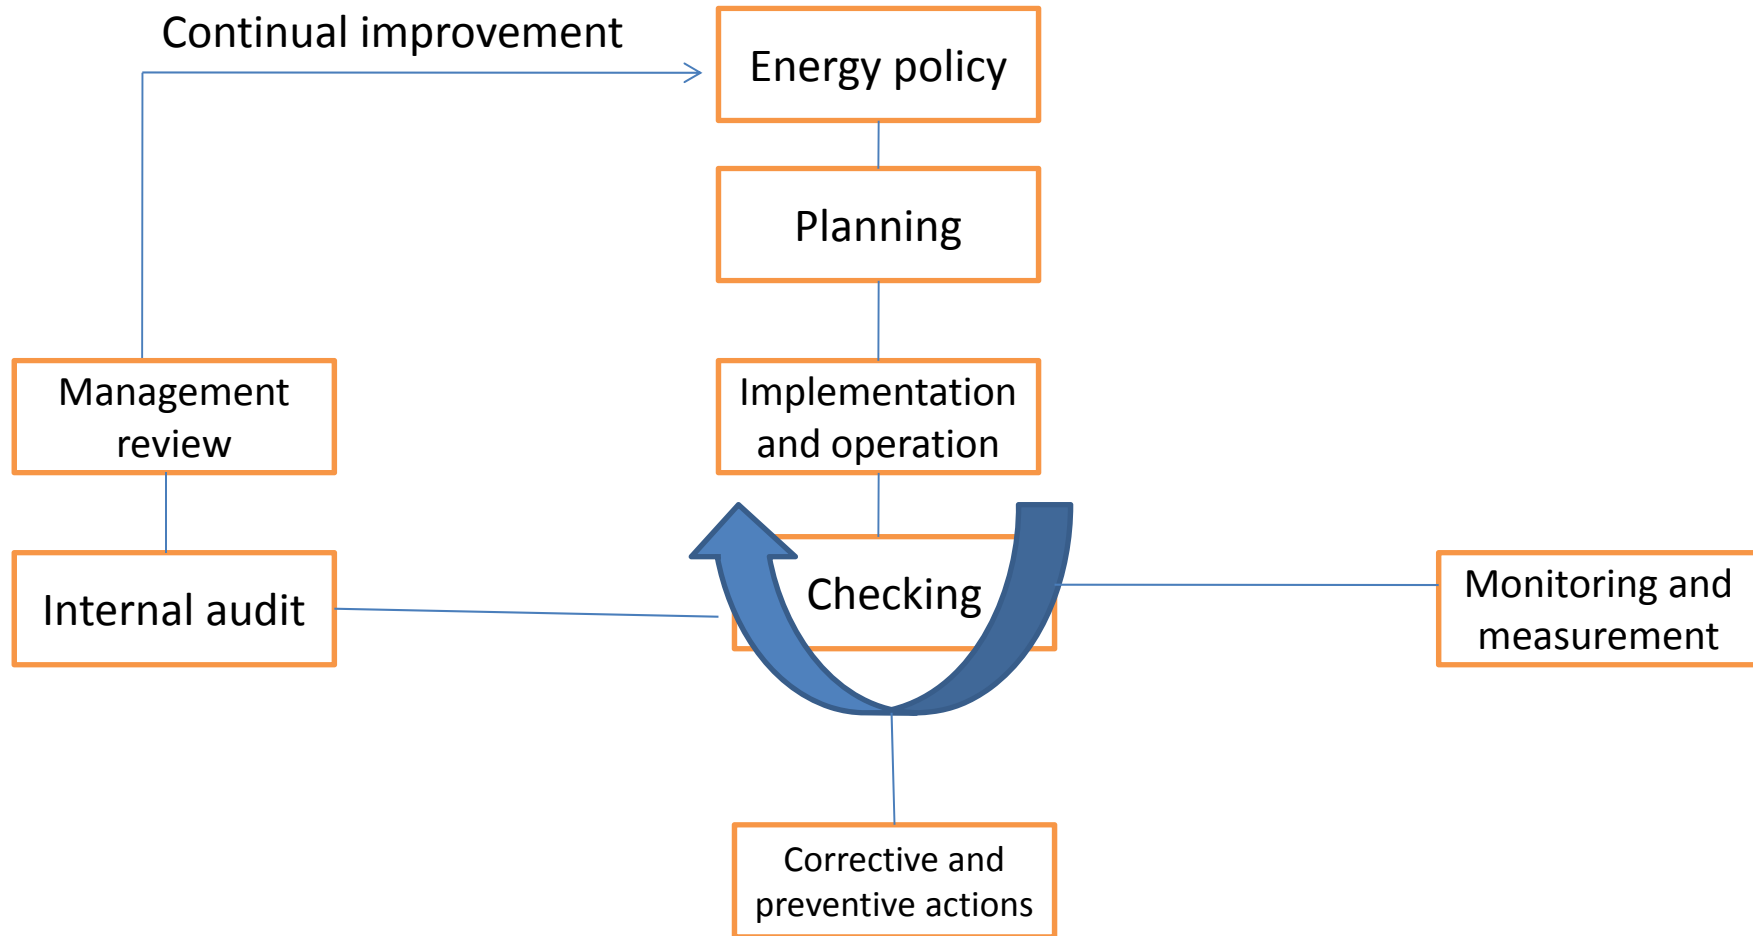 Continual improvement
Energy policy
Planning
Management
review
Implementation
and operation
Internal audit
Checking
Monitoring and
measurement
Corrective and
preventive actions